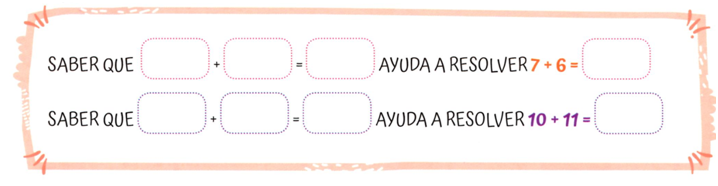 SABER QUE + = AYUDA A RESOLVER 7 + 6 =
SABER QUE + = AYUDA A RESOLVER 10 + 11 =